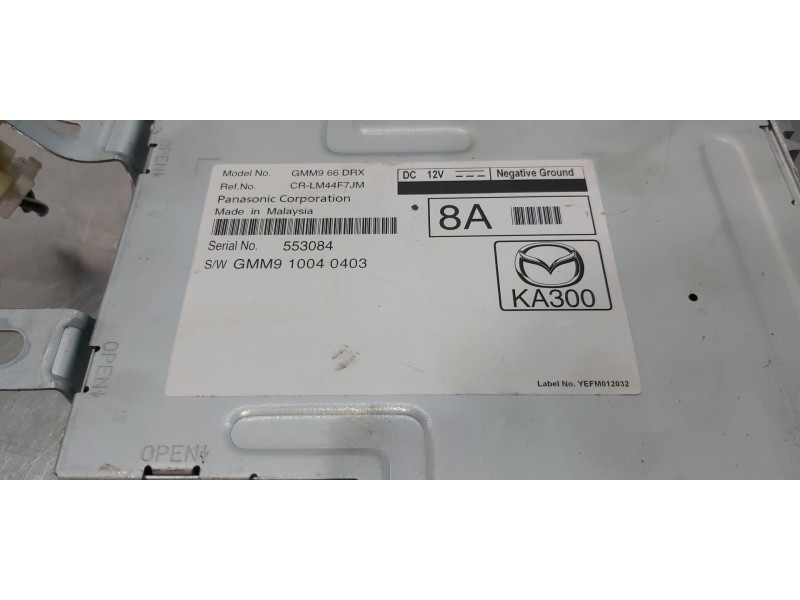 OPEN
Model No. GMM9 66 DRX
Ref.No. CR-LM44F7JM
Panasonic Corporation
Made in Malaysia
Serial No. 553084
S/W GMM9 1004 0403
DC 12V Negative Ground
8A
KA300
Label No. YEFM012032
OPEN
OPEN